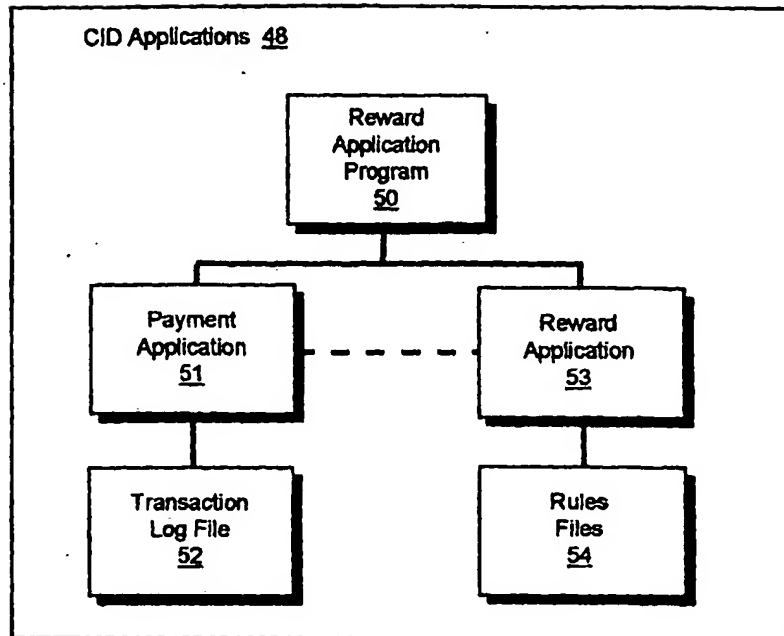 CID Applications 48
Reward
Application
Program
50
Payment
Application
51
Reward
Application
53
Transaction
Log File
52
Rules
Files
54